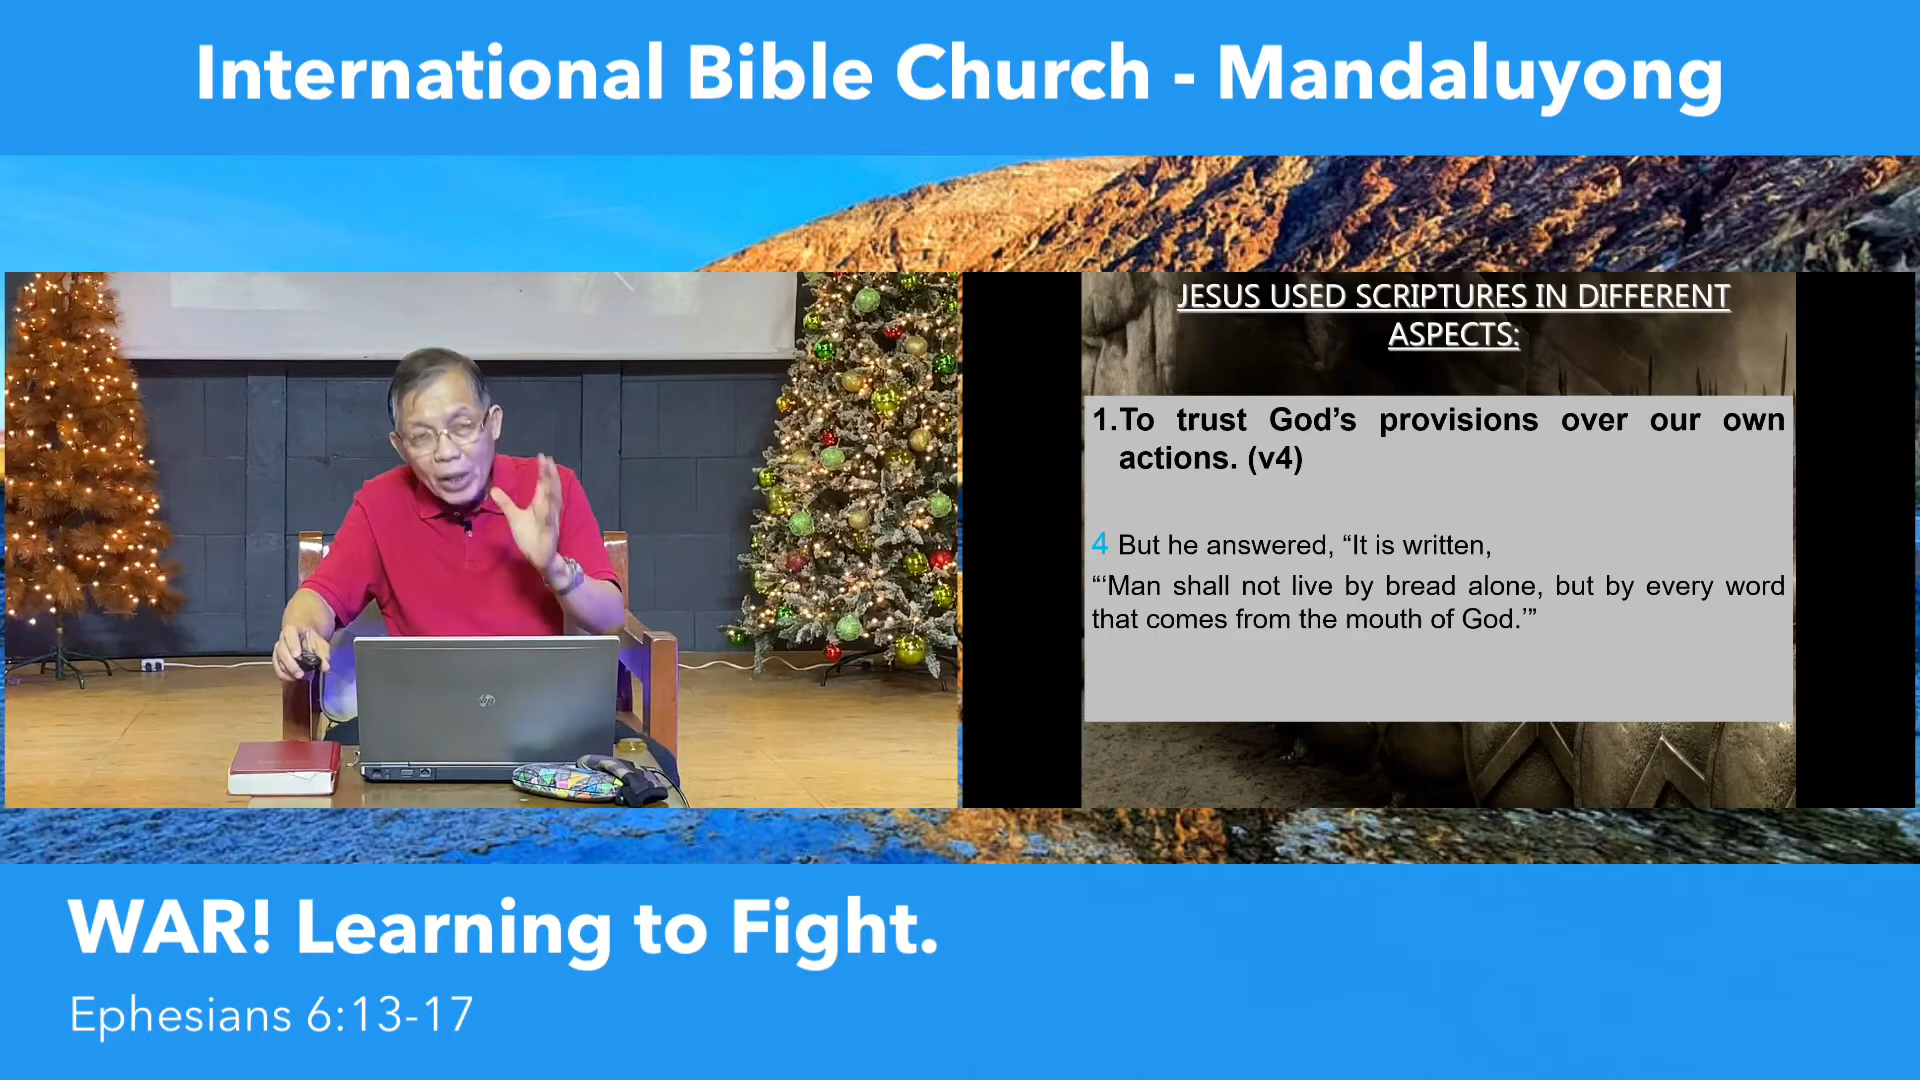 International Bible Church - Mandaluyong
JESUS USED SCRIPTURES IN DIFFERENT
ASPECTS:
1.To trust God’s provisions over our own
actions. (v4)
4 But he answered, “It is written,
“‘Man shall not live by bread alone, but by every word
that comes from the mouth of God.’”
hp
WAR! Learning to Fight.
Ephesians 6:13-17